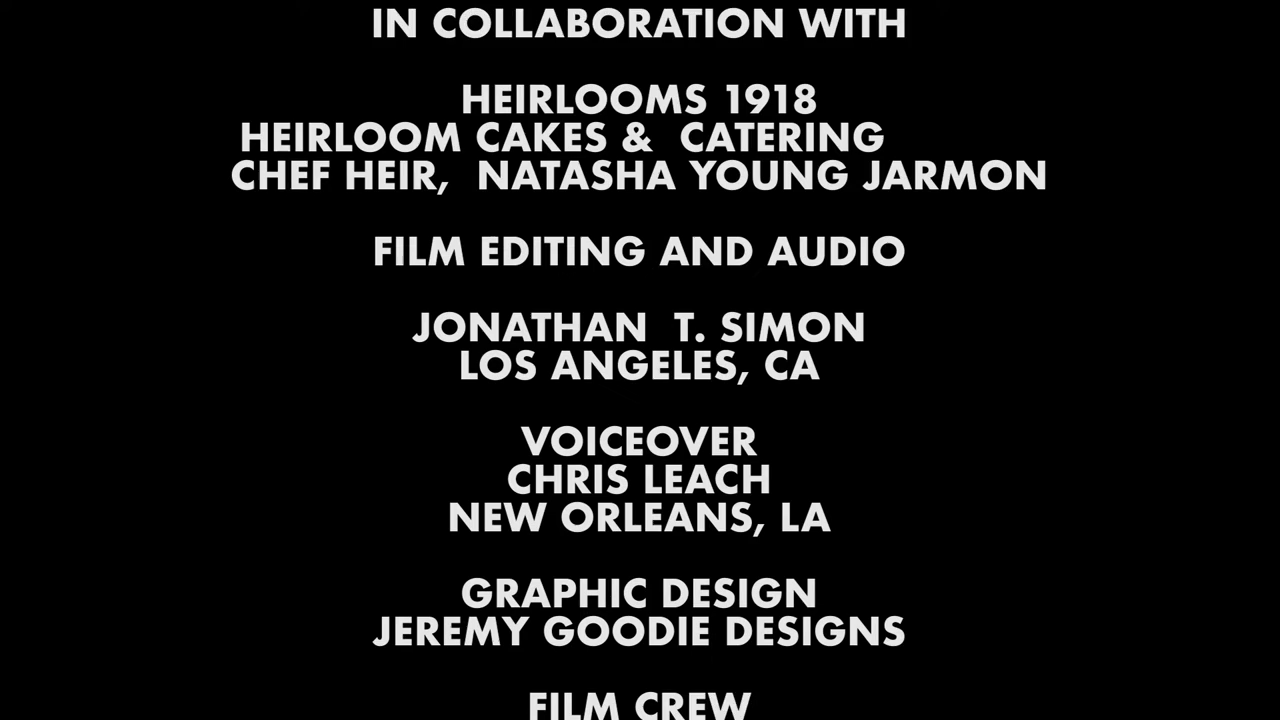 IN COLLABORATION WITH
HEIRLOOMS 1918
HEIRLOOM CAKES & CATERING
CHEF HEIR, NATASHA YOUNG JARMON
FILM EDITING AND AUDIO
JONATHAN T. SIMON
LOS ANGELES, CA
VOICEOVER
CHRIS LEACH
NEW ORLEANS, LA
GRAPHIC DESIGN
JEREMY GOODIE DESIGNS
FILM CREW